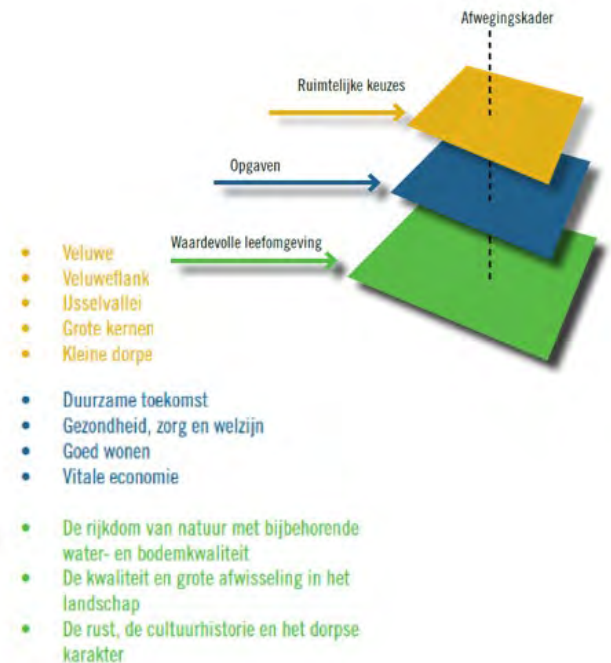 Afwegingskader
Ruimtelijke keuzes
Opgaven
Waardevolle leefomgeving
• Veluwe
• Veluweflank
• IJsselvallei
• Grote kernen
• Kleine dorpe
• Duurzame toekomst
• Gezondheid, zorg en welzijn
• Goed wonen
• Vitale economie
• De rijkdom van natuur met bijbehorende
water- en bodemkwaliteit
• De kwaliteit en grote afwisseling in het
landschap
• De rust, de cultuurhistorie en het dorpse
karakter